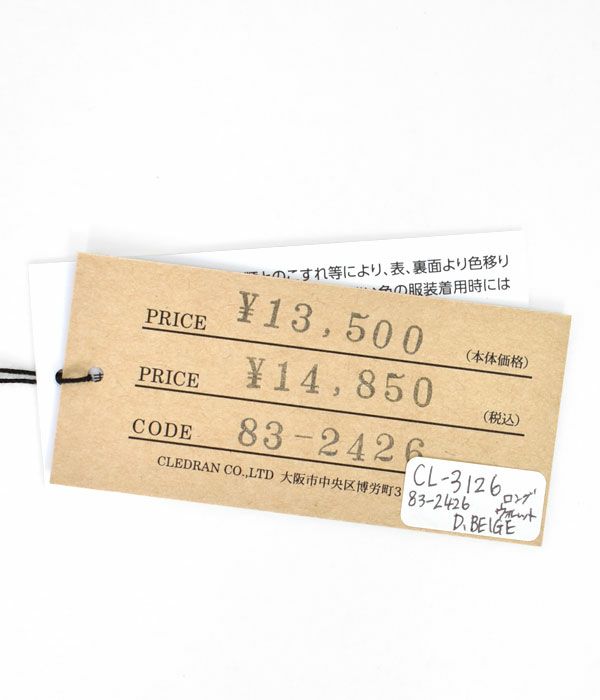 とのこすれ等により、表、裏面より色移り
色の服装着用時には
PRICE ¥13,500 (本体価格)
PRICE ¥14,850 (税込)
CODE 83-2426
CLEDRAN CO.,LTD 大阪市中央区博労町3
CL-3126 ロング
83-2426 ウォレット
D.BEIGE